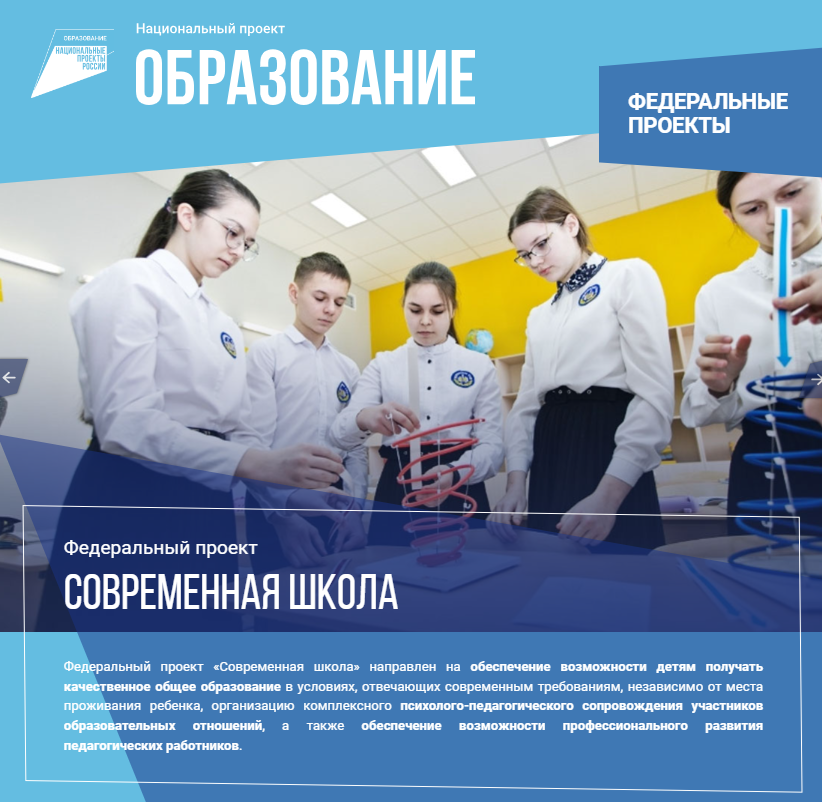 ОБРАЗОВАНИЕ
НАЦИОНАЛЬНЫЕ
ПРОЕКТЫ
РОССИИ
Национальный проект
ОБРАЗОВАНИЕ
ФЕДЕРАЛЬНЫЕ
ПРОЕКТЫ
Федеральный проект
СОВРЕМЕННАЯ ШКОЛА
Федеральный проект «Современная школа» направлен на обеспечение возможности детям получать
качественное общее образование в условиях, отвечающих современным требованиям, независимо от места
проживания ребенка, организацию комплексного психолого-педагогического сопровождения участников
образовательных отношений, а также обеспечение возможности профессионального развития
педагогических работников.